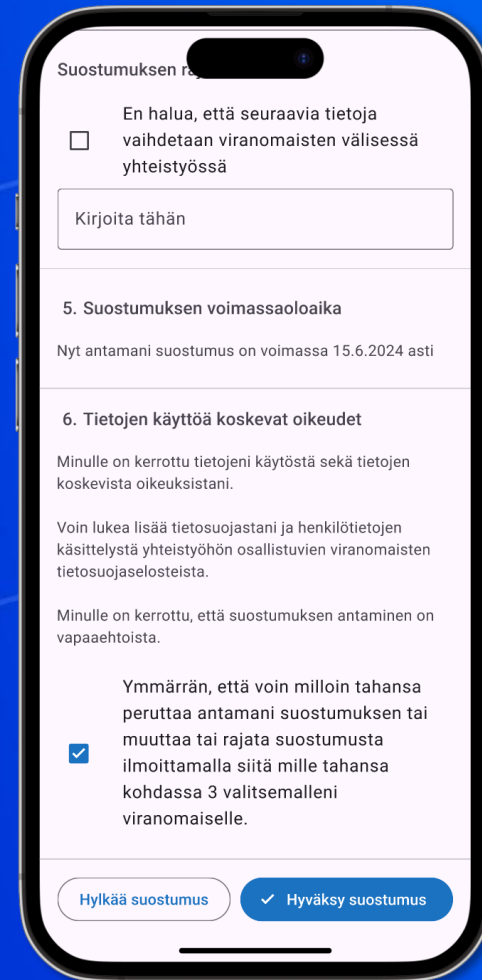 Suostumuksen
En halua, että seuraavia tietoja
vaihdetaan viranomaisten välisessä
yhteistyössä
Kirjoita tähän
5. Suostumuksen voimassaoloaika
Nyt antamani suostumus on voimassa 15.6.2024 asti
6. Tietojen käyttöä koskevat oikeudet
Minulle on kerrottu tietojeni käytöstä sekä tietojen
koskevista oikeuksistani.
Voin lukea lisää tietosuojastani ja henkilötietojen
käsittelystä yhteistyöhön osallistuvien viranomaisten
tietosuojaselosteista.
Minulle on kerrottu, että suostumuksen antaminen on
vapaaehtoista.
Ymmärrän, että voin milloin tahansa
peruttaa antamani suostumuksen tai
muuttaa tai rajata suostumusta
ilmoittamalla siitä mille tahansa
kohdassa 3 valitsemalleni
viranomaiselle.
Hylkää suostumus
Hyväksy suostumus